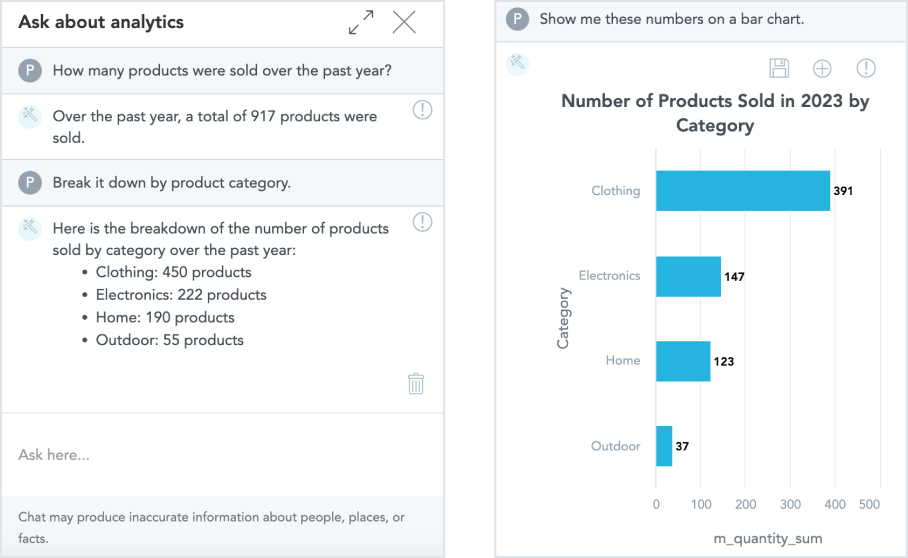 Ask about analytics
P How many products were sold over the past year?
Over the past year, a total of 917 products were
sold.
P Break it down by product category.
Here is the breakdown of the number of products
sold by category over the past year:
• Clothing: 450 products
• Electronics: 222 products
• Home: 190 products
• Outdoor: 55 products
Ask here...
Chat may produce inaccurate information about people, places, or
facts.
P Show me these numbers on a bar chart.
Number of Products Sold in 2023 by
Category
Category
Clothing 391
Electronics 147
Home 123
Outdoor 37
0 100 200 300 400 500
m_quantity_sum